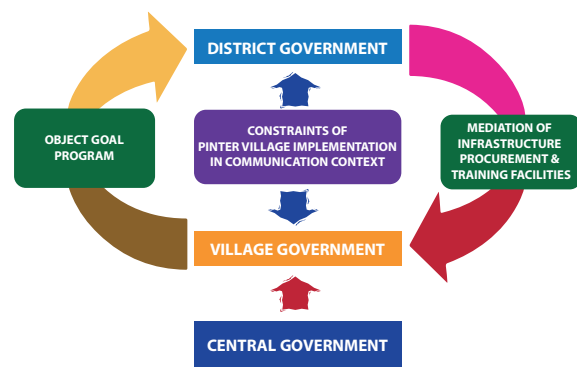 DISTRICT GOVERNMENT
OBJECT GOAL
PROGRAM
CONSTRAINTS OF
PINTER VILLAGE IMPLEMENTATION
IN COMMUNICATION CONTEXT
MEDIATION OF
INFRASTRUCTURE
PROCUREMENT &
TRAINING FACILITIES
VILLAGE GOVERNMENT
CENTRAL GOVERNMENT